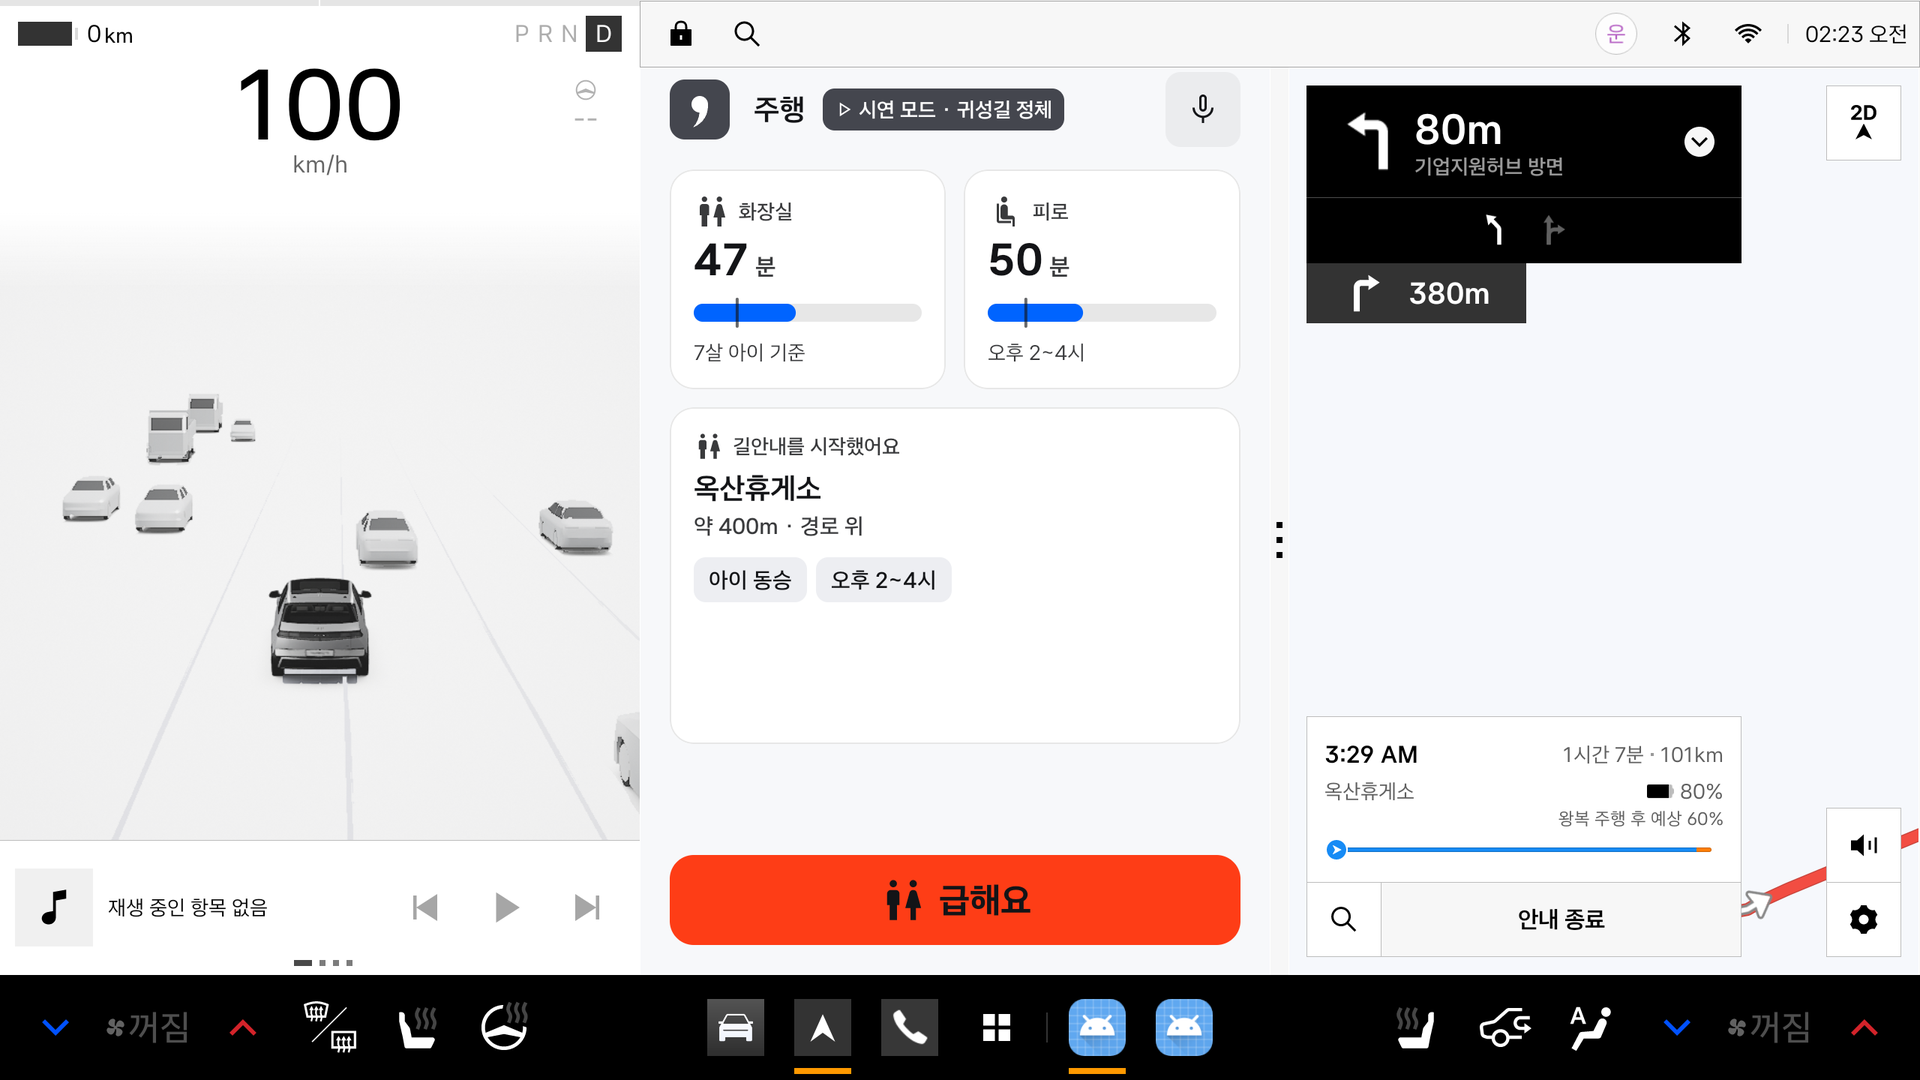 0 km
P R N D
100
km/h
--
재생 중인 항목 없음
운
02:23 오전
주행
시연 모드 · 귀성길 정체
화장실
47 분
7살 아이 기준
피로
50 분
오후 2~4시
길안내를 시작했어요
옥산휴게소
약 400m · 경로 위
아이 동승
오후 2~4시
급해요
80m
기업지원허브 방면
380m
2D
3:29 AM
1시간 7분 · 101km
옥산휴게소
80%
왕복 주행 후 예상 60%
안내 종료
꺼짐
A
꺼짐